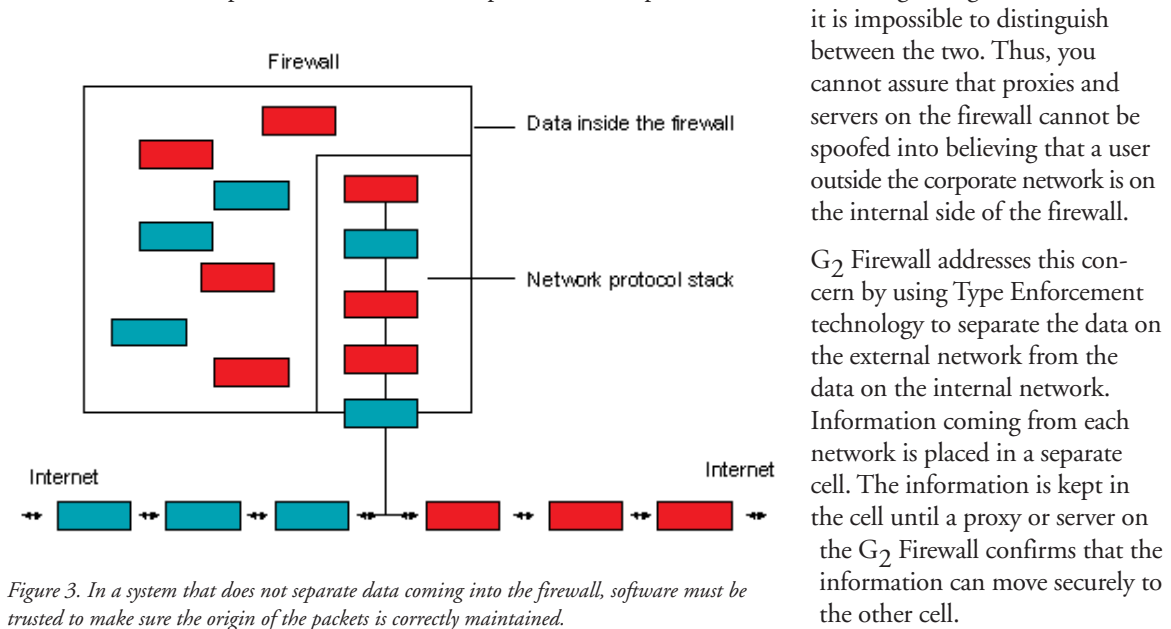 Firewall
Data inside the firewall
Network protocol stack
Internet
Internet
Figure 3. In a system that does not separate data coming into the firewall, software must be
trusted to make sure the origin of the packets is correctly maintained.
it is impossible to distinguish
between the two. Thus, you
cannot assure that proxies and
servers on the firewall cannot be
spoofed into believing that a user
outside the corporate network is on
the internal side of the firewall.
G2 Firewall addresses this con-
cern by using Type Enforcement
technology to separate the data on
the external network from the
data on the internal network.
Information coming from each
network is placed in a separate
cell. The information is kept in
the cell until a proxy or server on
the G2 Firewall confirms that the
information can move securely to
the other cell.